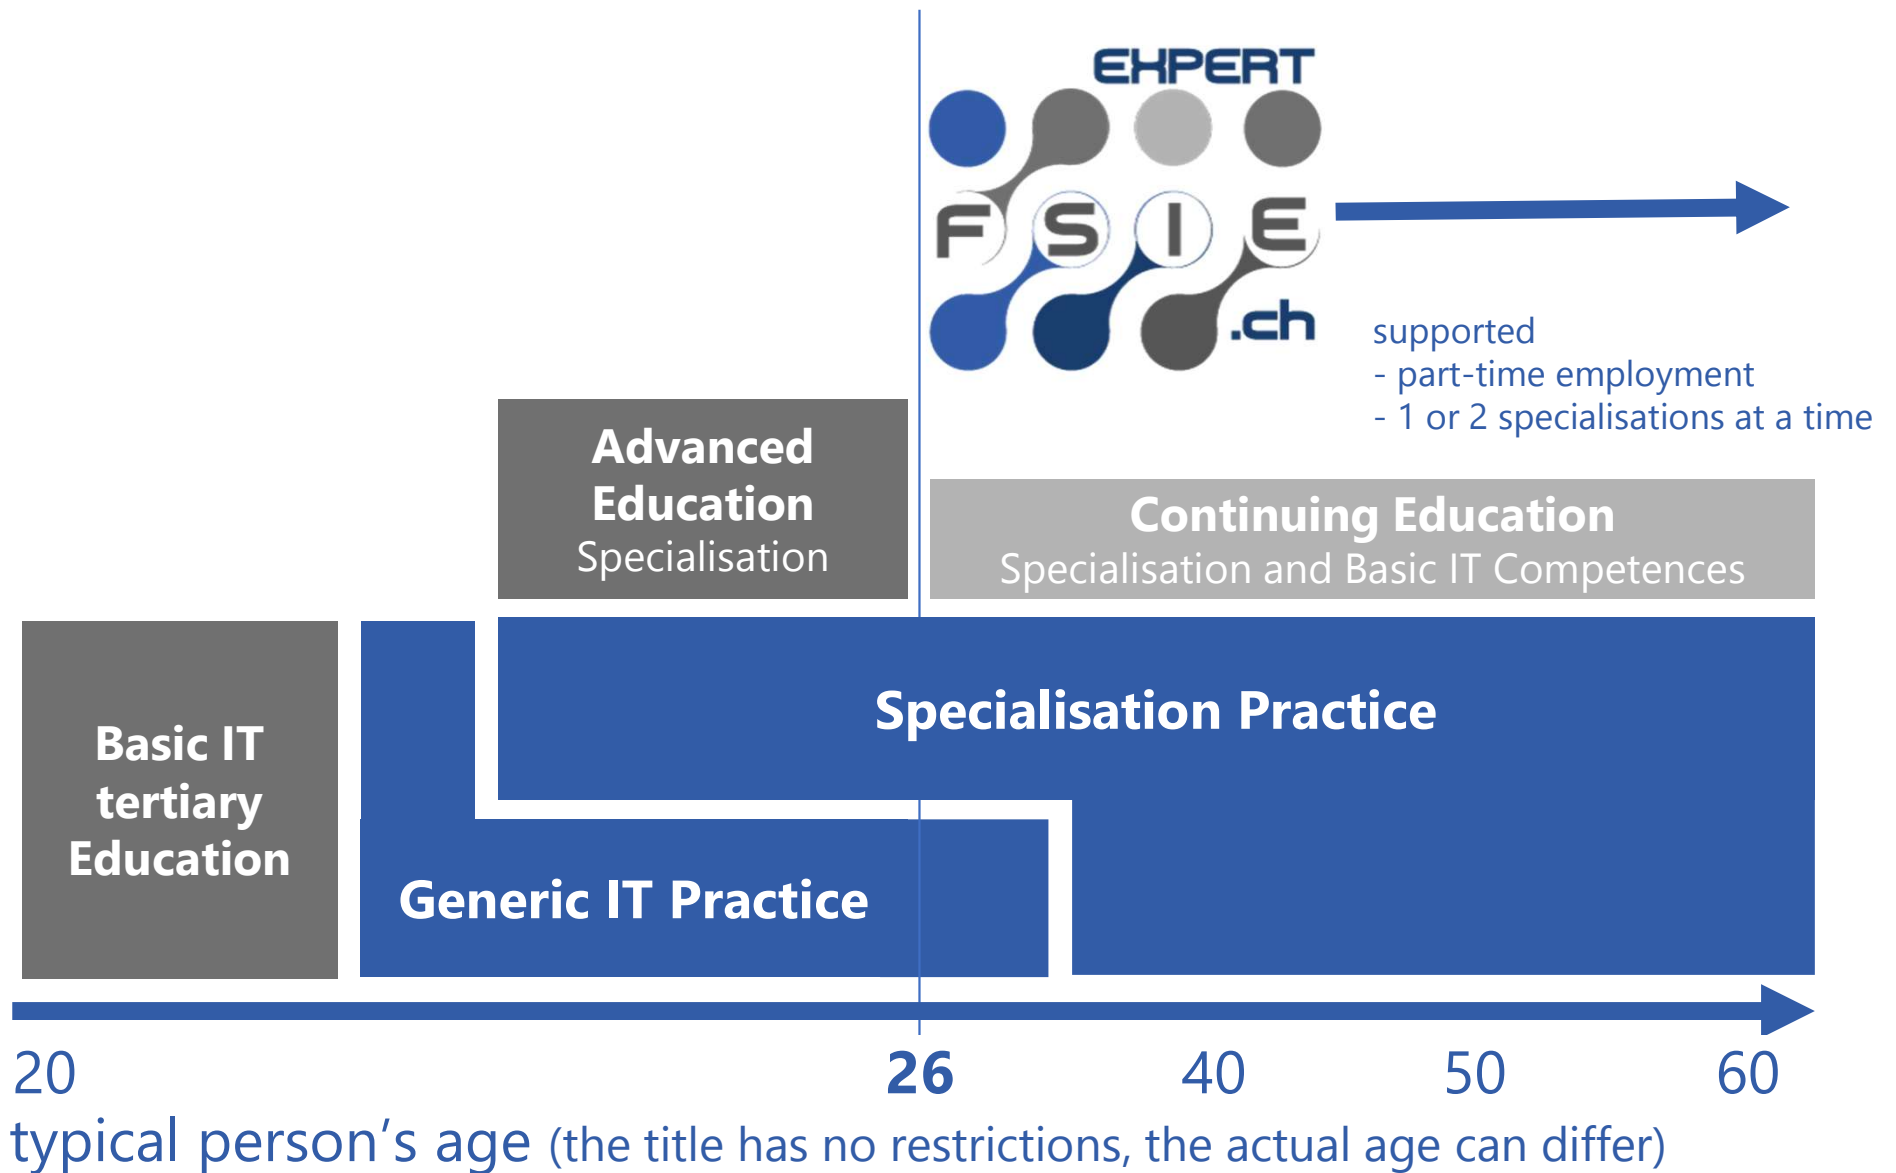 EXPERT
FSIE
.ch
supported
- part-time employment
- 1 or 2 specialisations at a time
Advanced
Education
Specialisation
Continuing Education
Specialisation and Basic IT Competences
Basic IT
tertiary
Education
Specialisation Practice
Generic IT Practice
20 26 40 50 60
typical person's age (the title has no restrictions, the actual age can differ)